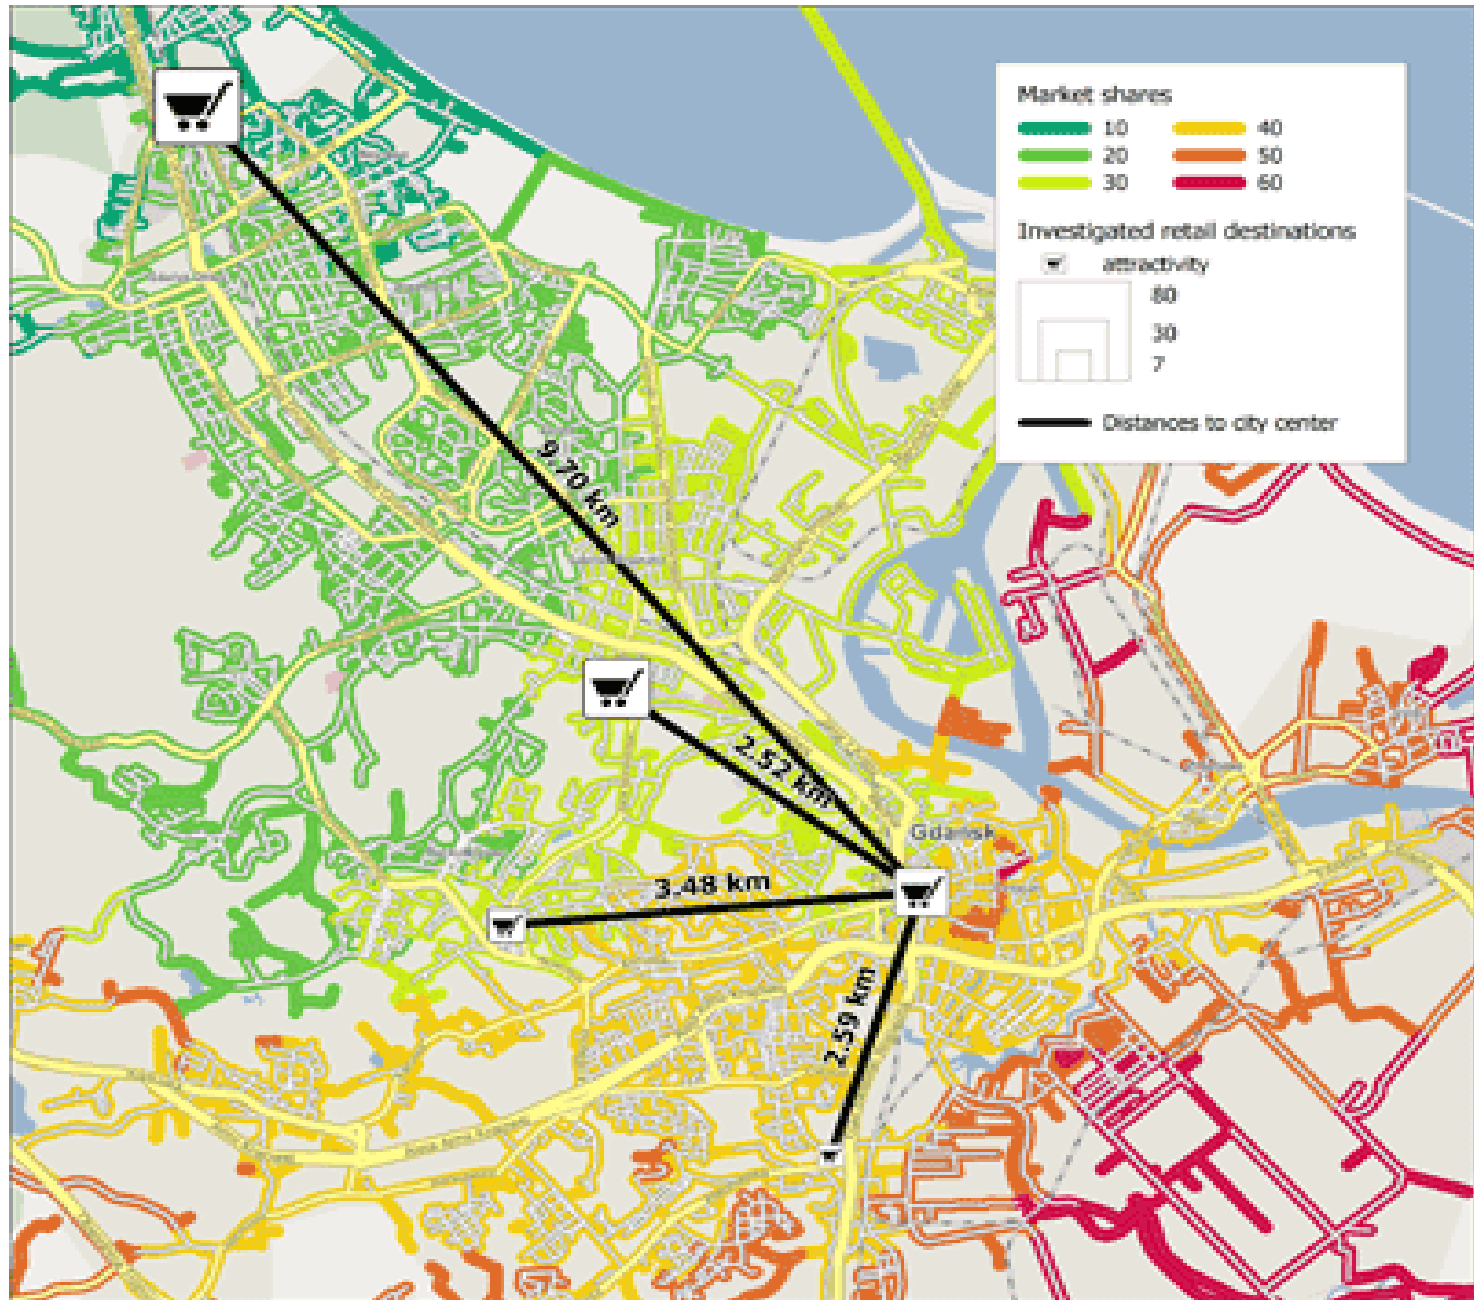 Market shares
10 40
20 50
30 60
Investigated retail destinations
attractivity
80
30
7
Distances to city center
9.70 km
2.52 km
Gdańsk
3.48 km
2.59 km